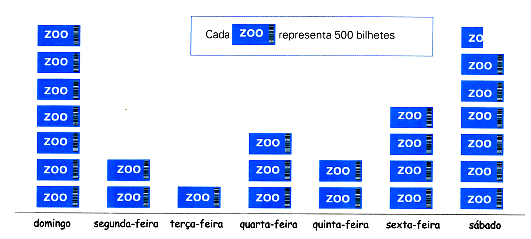 Cada ZOO representa 500 bilhetes
ZOO ZO
ZOO ZOO
ZOO ZOO
ZOO ZOO ZOO
ZOO ZOO ZOO ZOO
ZOO ZOO ZOO ZOO ZOO ZOO
ZOO ZOO ZOO ZOO ZOO ZOO ZOO
domingo segunda-feira terça-feira quarta-feira quinta-feira sexta-feira sábado